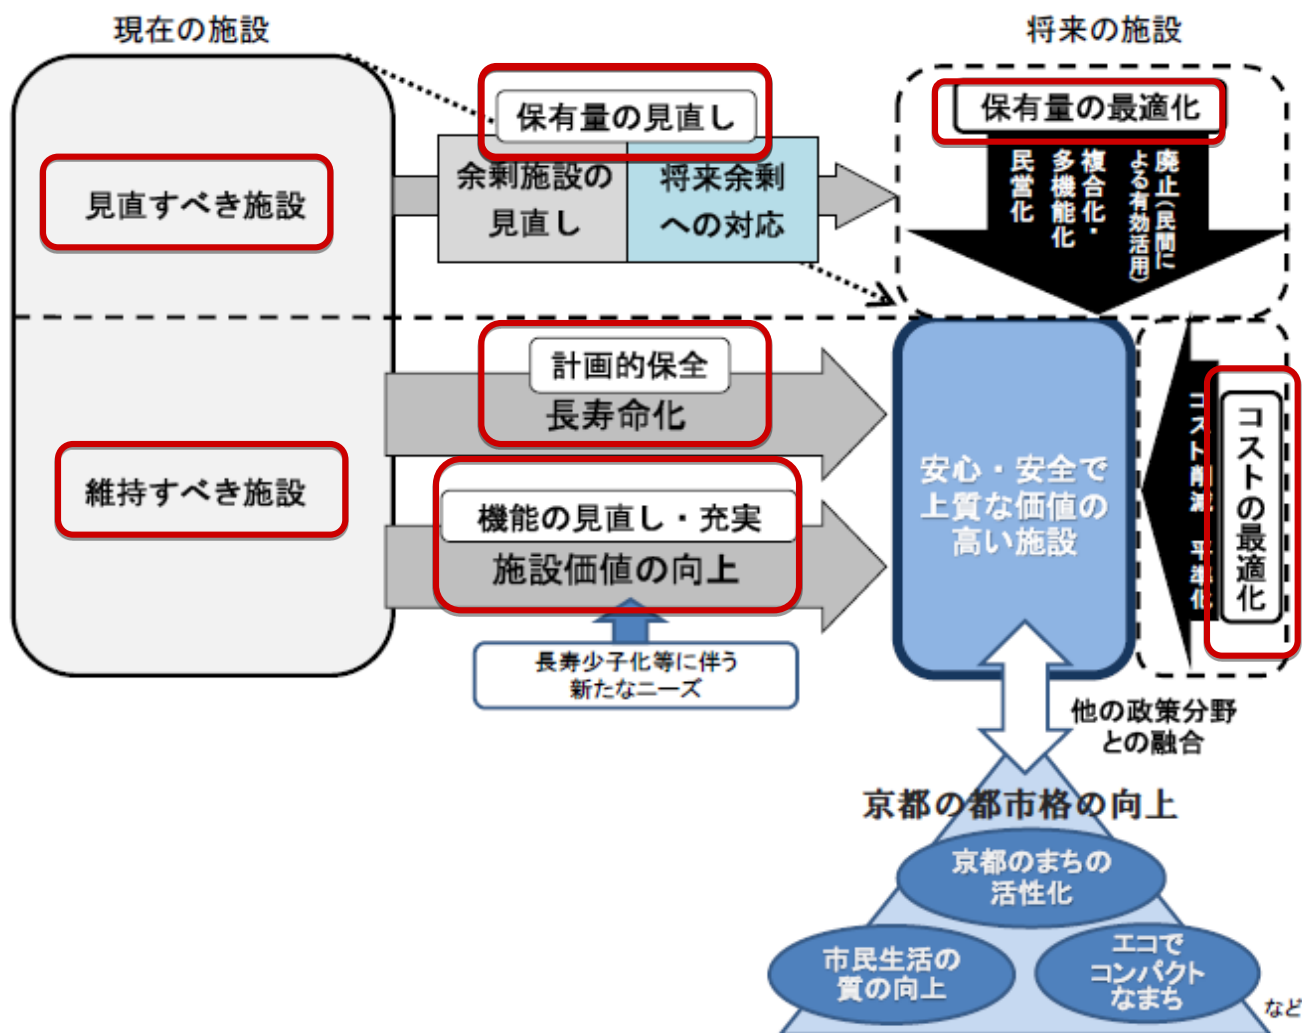 現在の施設
将来の施設
見直すべき施設
維持すべき施設
保有量の見直し
余剰施設の
見直し
将来余剰
への対応
保有量の最適化
廃止(民間に
よる有効活用)
複合化・
多機能化
民営化
計画的保全
長寿命化
機能の見直し・充実
施設価値の向上
長寿少子化等に伴う
新たなニーズ
安心・安全で
上質な価値の
高い施設
コストの最適化
コスト削減 平準化
他の政策分野
との融合
京都の都市格の向上
京都のまちの
活性化
市民生活の
質の向上
エコで
コンパクト
なまち
など